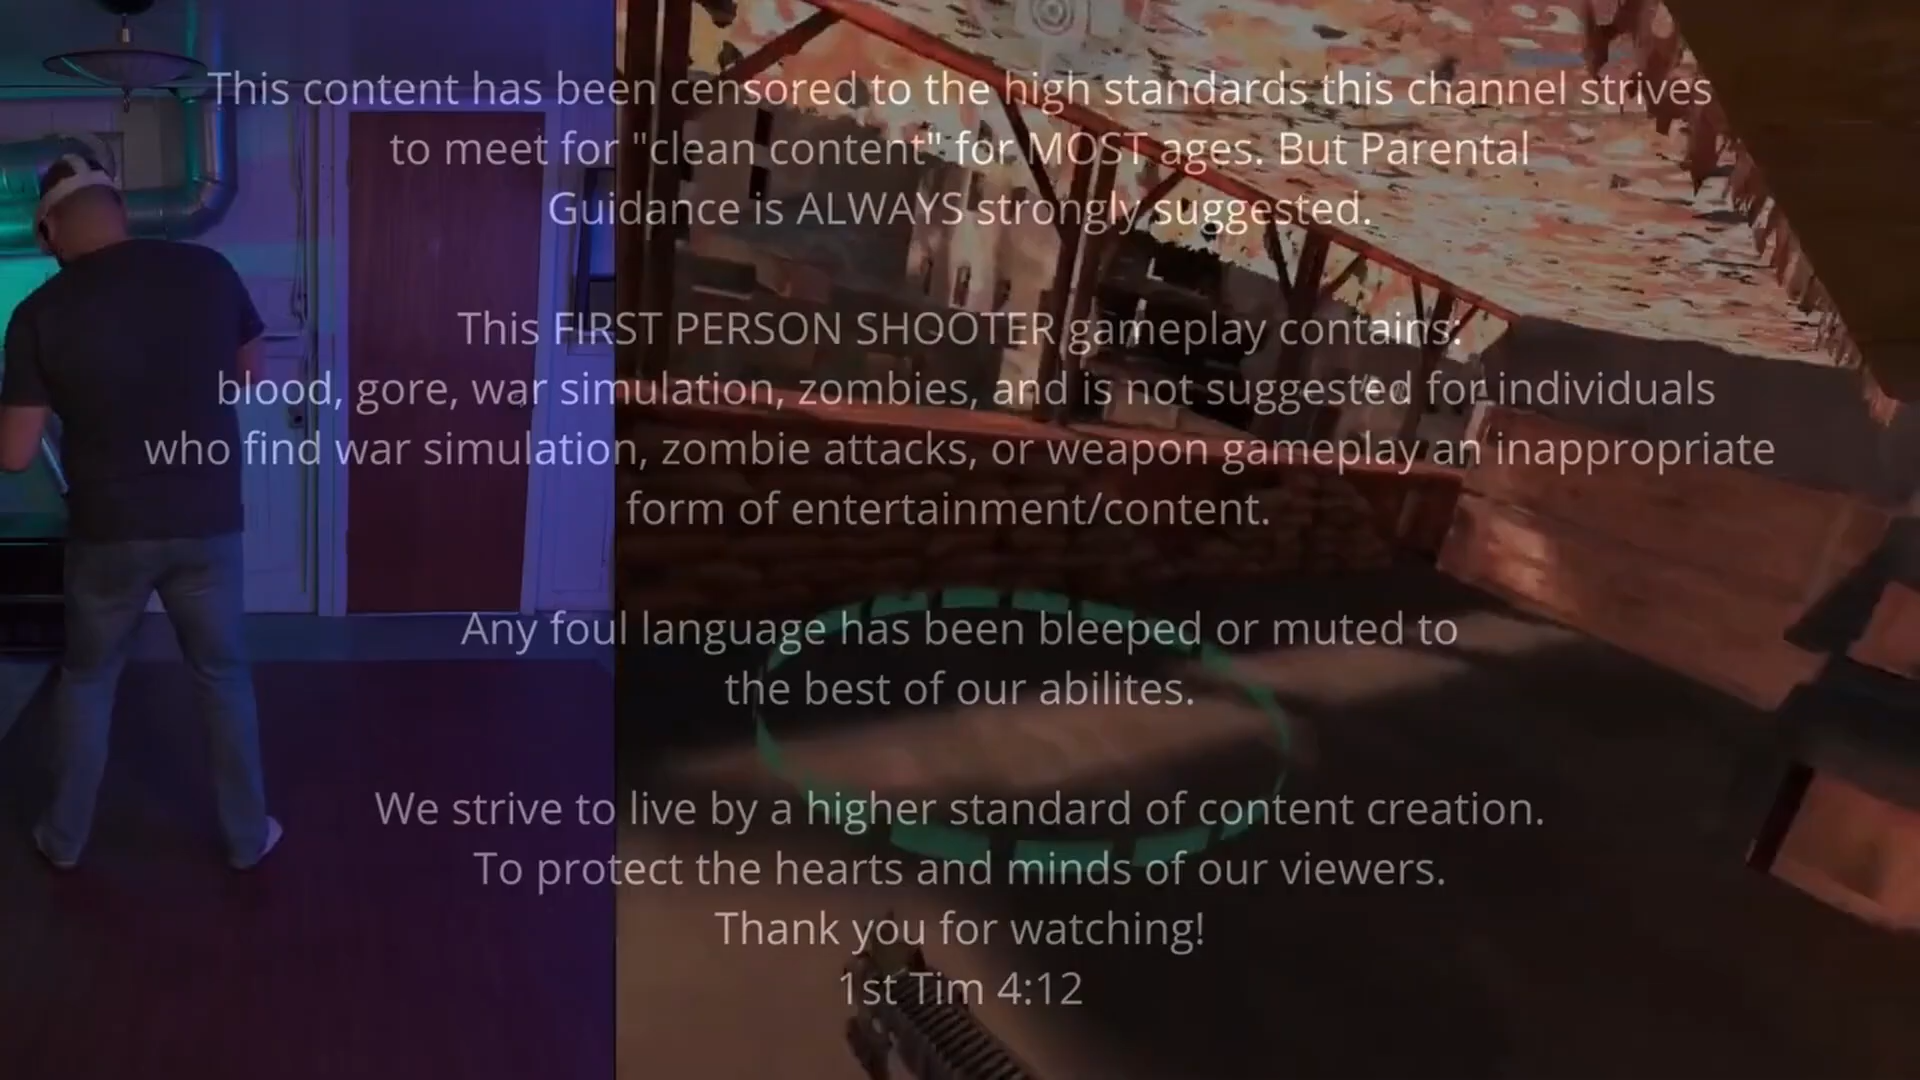 This content has been censored to the high standards this channel strives
to meet for "clean content" for MOST ages. But Parental
Guidance is ALWAYS strongly suggested.
This FIRST PERSON SHOOTER gameplay contains:
blood, gore, war simulation, zombies, and is not suggested for individuals
who find war simulation, zombie attacks, or weapon gameplay an inappropriate
form of entertainment/content.
Any foul language has been bleeped or muted to
the best of our abilites.
We strive to live by a higher standard of content creation.
To protect the hearts and minds of our viewers.
Thank you for watching!
1st Tim 4:12